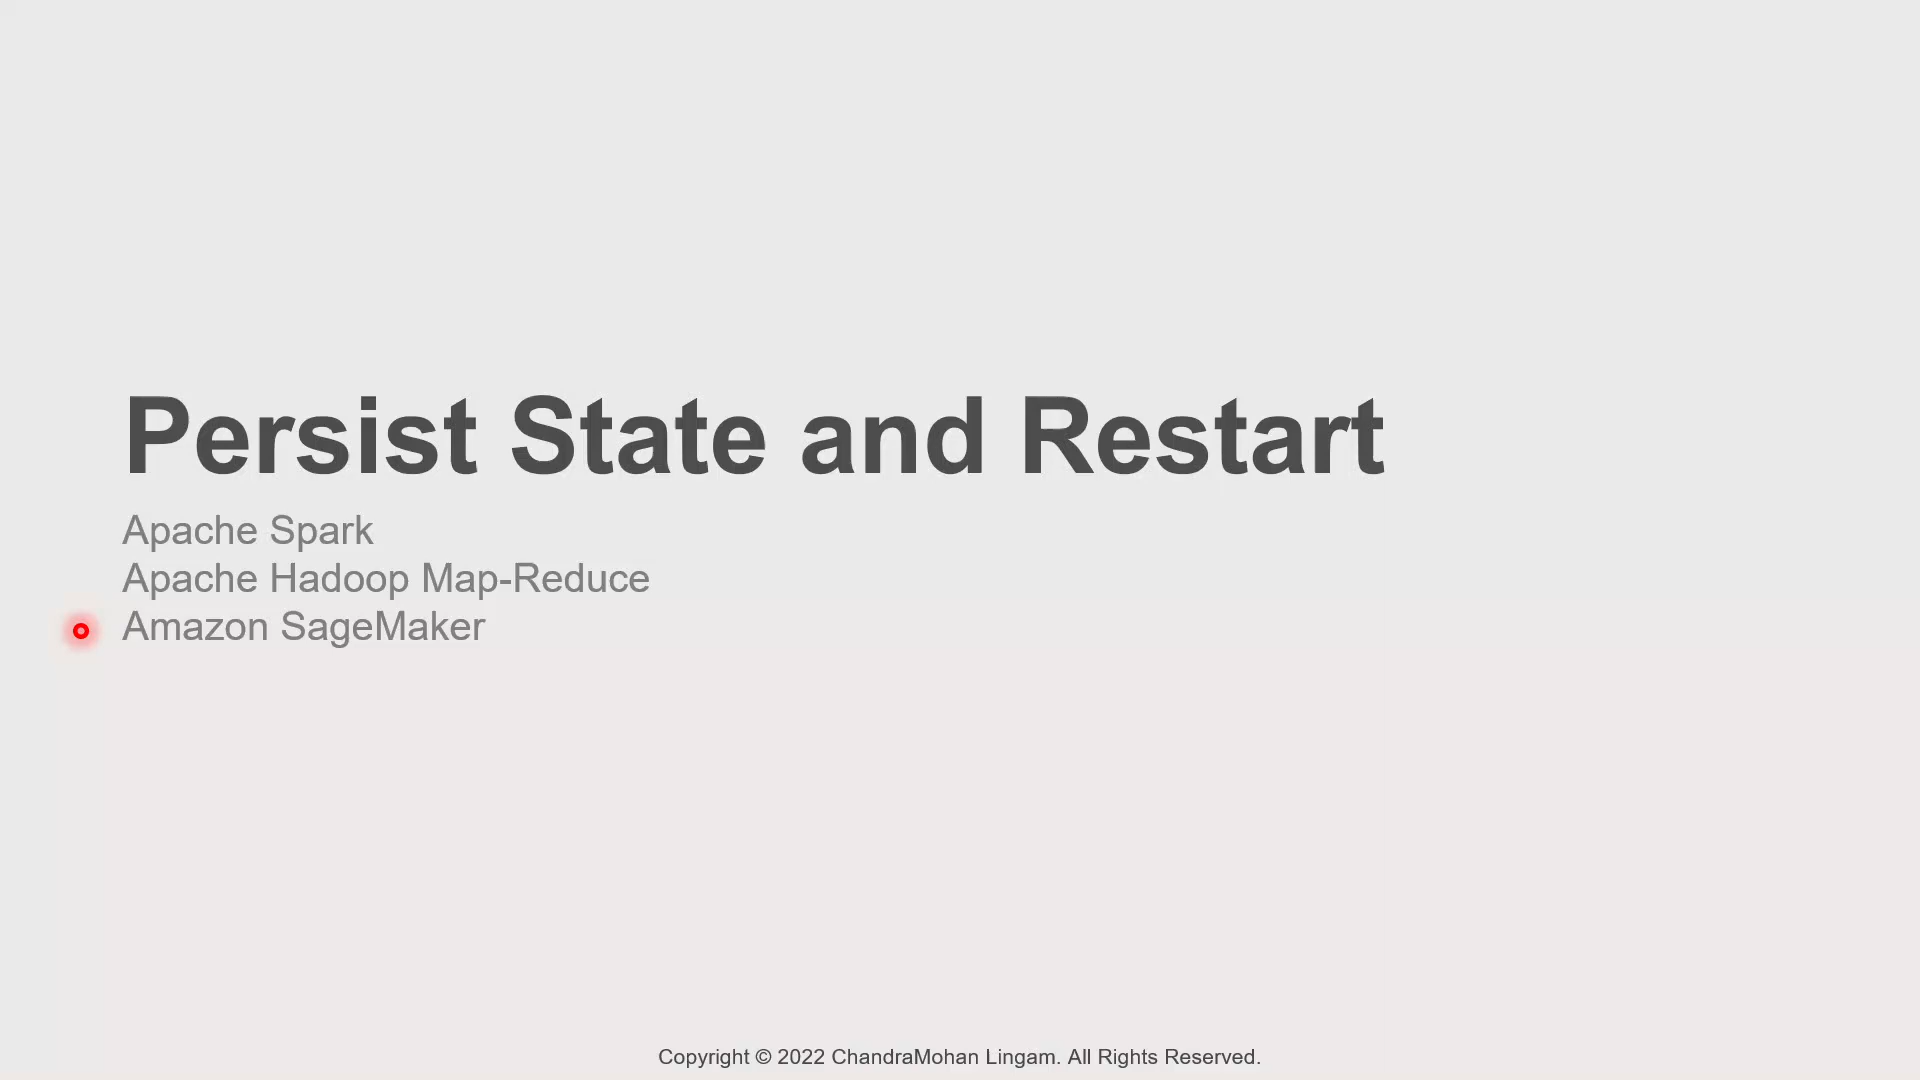 Persist State and Restart
Apache Spark
Apache Hadoop Map-Reduce
Amazon SageMaker
Copyright © 2022 ChandraMohan Lingam. All Rights Reserved.